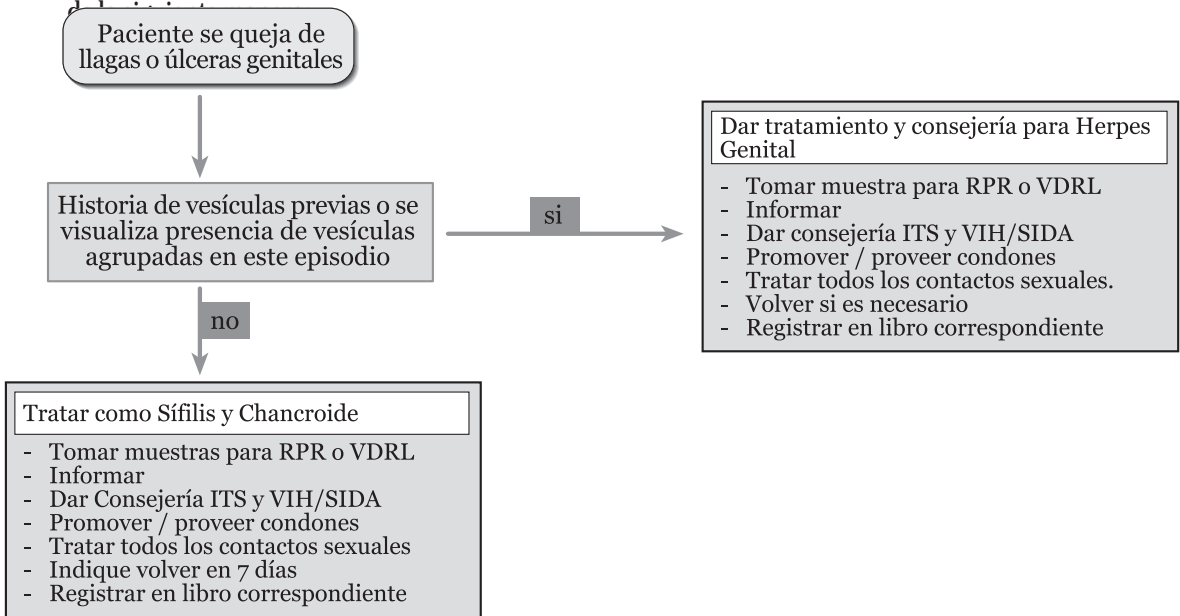 Paciente se queja de
llagas o úlceras genitales
Historia de vesículas previas o se
visualiza presencia de vesículas
agrupadas en este episodio
si
no
Dar tratamiento y consejería para Herpes
Genital
- Tomar muestra para RPR o VDRL
- Informar
- Dar consejería ITS y VIH/SIDA
- Promover / proveer condones
- Tratar todos los contactos sexuales.
- Volver si es necesario
- Registrar en libro correspondiente
Tratar como Sífilis y Chancroide
- Tomar muestras para RPR o VDRL
- Informar
- Dar Consejería ITS y VIH/SIDA
- Promover / proveer condones
- Tratar todos los contactos sexuales
- Indique volver en 7 días
- Registrar en libro correspondiente